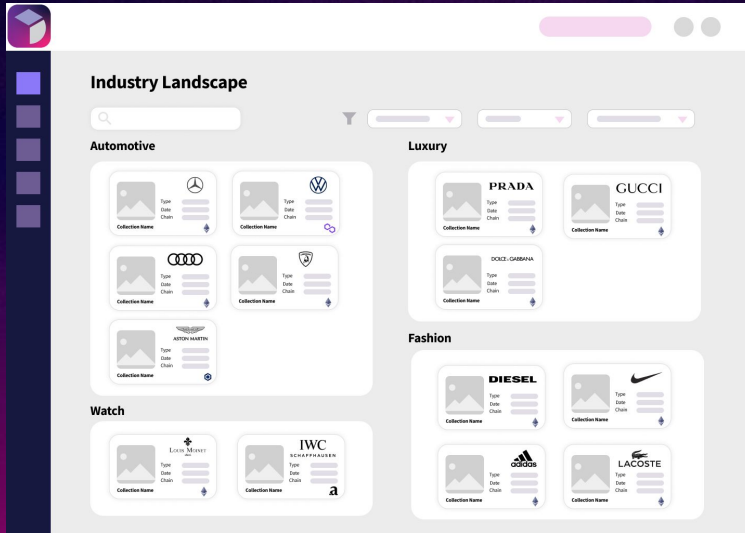 Industry Landscape
Automotive
Type
Date
Chain
Collection Name
Type
Date
Chain
Collection Name
Type
Date
Chain
Collection Name
Type
Date
Chain
Collection Name
ASTON MARTIN
Type
Date
Chain
Collection Name
Watch
LOUIS MOINET
Type
Date
Chain
Collection Name
IWC
SCHAFFHAUSEN
Type
Date
Chain
Collection Name
Luxury
PRADA
Type
Date
Chain
Collection Name
GUCCI
Type
Date
Chain
Collection Name
DOLCE & GABBANA
Type
Date
Chain
Collection Name
Fashion
DIESEL
Type
Date
Chain
Collection Name
Type
Date
Chain
Collection Name
adidas
Type
Date
Chain
Collection Name
LACOSTE
Type
Date
Chain
Collection Name